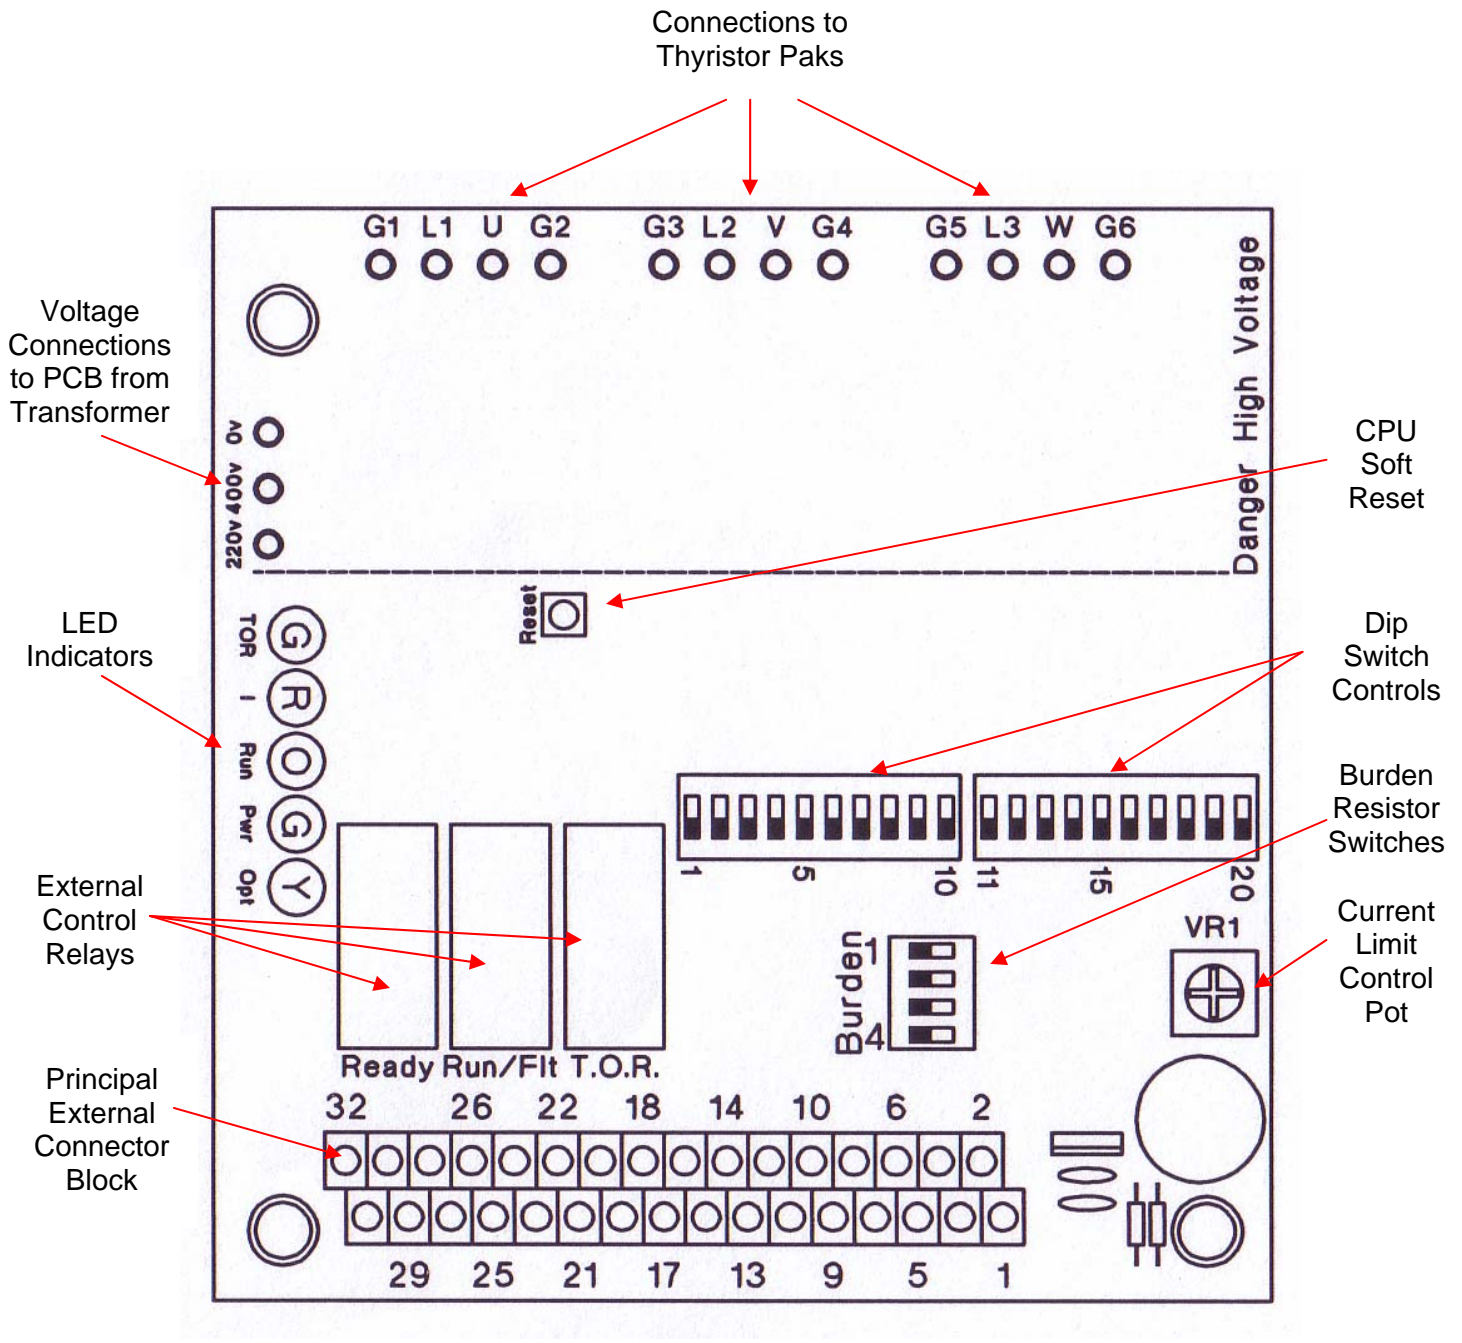 Connections to
Thyristor Paks
G1 L1 U G2 G3 L2 V G4 G5 L3 W G6
Danger High Voltage
Voltage
Connections
to PCB from
Transformer
0v
400v
220v
CPU
Soft
Reset
Reset
LED
Indicators
TOR G
I R
Run O
Pwr G
Opt Y
Dip
Switch
Controls
1 5 10 11 15 20
Burden
Resistor
Switches
External
Control
Relays
Burden
1
4
VR1
Current
Limit
Control
Pot
Ready Run/Flt T.O.R.
Principal
External
Connector
Block
32 26 22 18 14 10 6 2
29 25 21 17 13 9 5 1